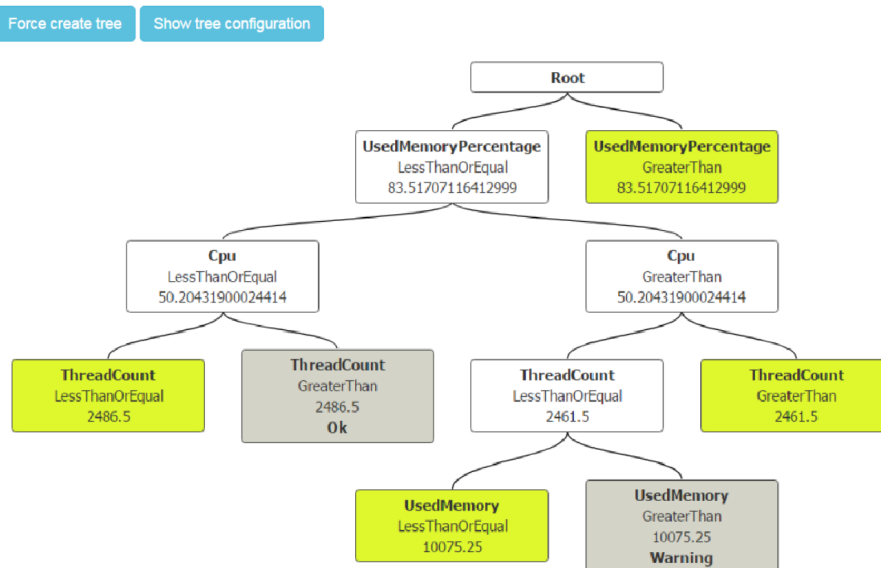 Force create tree
Show tree configuration
Root
UsedMemoryPercentage
LessThanOrEqual
83.51707116412999
UsedMemoryPercentage
GreaterThan
83.51707116412999
Cpu
LessThanOrEqual
50.20431900024414
Cpu
GreaterThan
50.20431900024414
ThreadCount
LessThanOrEqual
2486.5
ThreadCount
GreaterThan
2486.5
Ok
ThreadCount
LessThanOrEqual
2461.5
ThreadCount
GreaterThan
2461.5
UsedMemory
LessThanOrEqual
10075.25
UsedMemory
GreaterThan
10075.25
Warning